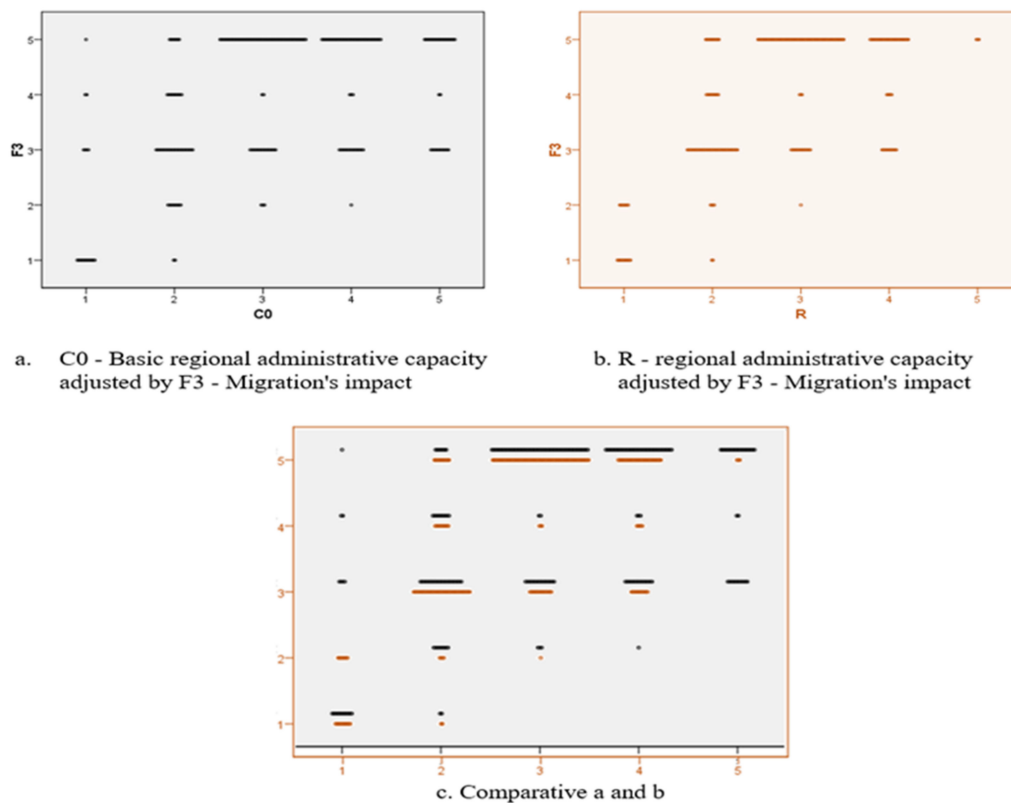 5
4
F3
3
2
1
1 2 3 4 5
C0
5
4
F3
3
2
1
1 2 3 4 5
R
a. C0 - Basic regional administrative capacity
adjusted by F3 - Migration's impact
b. R - regional administrative capacity
adjusted by F3 - Migration's impact
5
4
3
2
1
1 2 3 4 5
c. Comparative a and b